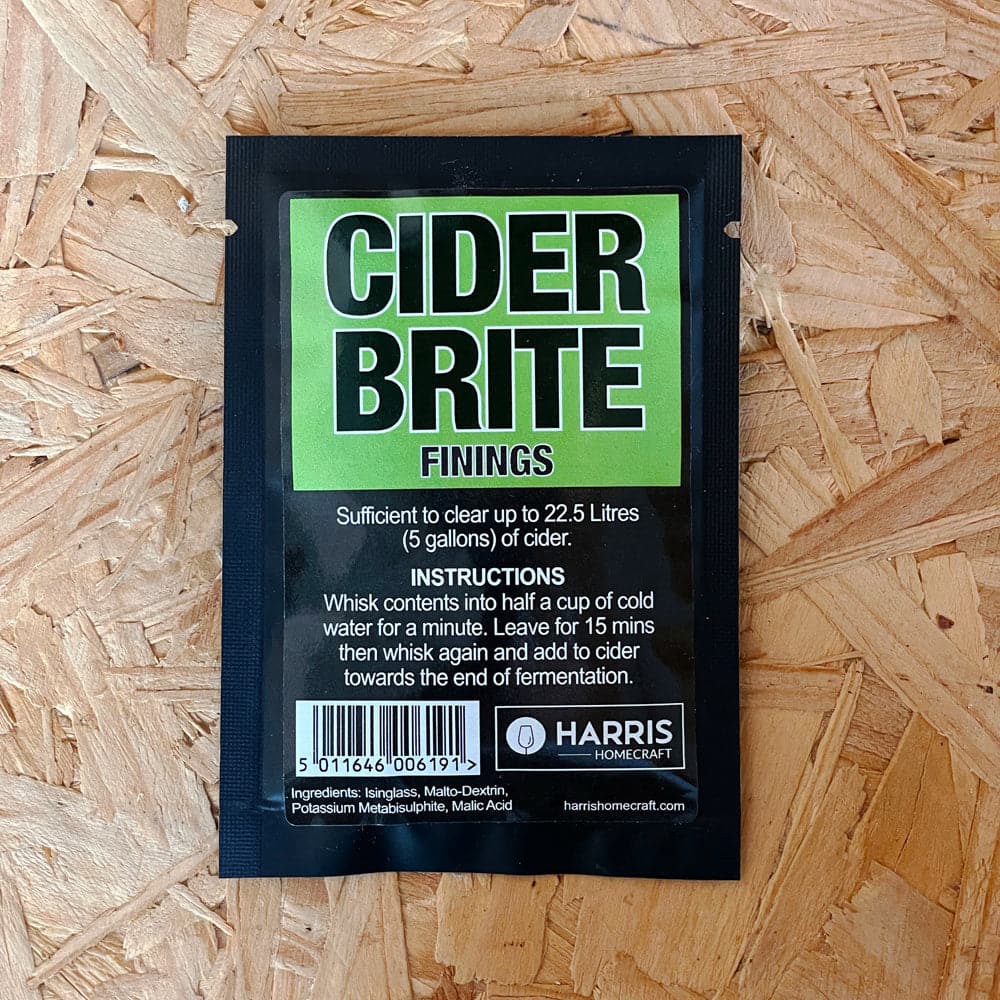 CIDER
BRITE
FININGS
Sufficient to clear up to 22.5 Litres
(5 gallons) of cider.
INSTRUCTIONS
Whisk contents into half a cup of cold
water for a minute. Leave for 15 mins
then whisk again and add to cider
towards the end of fermentation.
5 011646 006191 >
HARRIS
HOMECRAFT
Ingredients: Isinglass, Malto-Dextrin,
Potassium Metabisulphite, Malic Acid
harrishomecraft.com